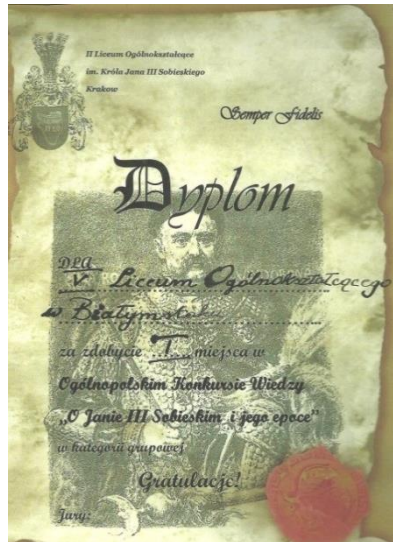 II Liceum Ogólnokształcące
im. Króla Jana III Sobieskiego
Krakow
Semper Fidelis
Dyplom
DLA
V Liceum Ogólnokształcącego
w Białymstoku
za zdobycie I miejsca w
Ogólnopolskim Konkursie Wiedzy
„O Janie III Sobieskim i jego epoce”
w kategorii grupowej
Gratulacje!
Jury: